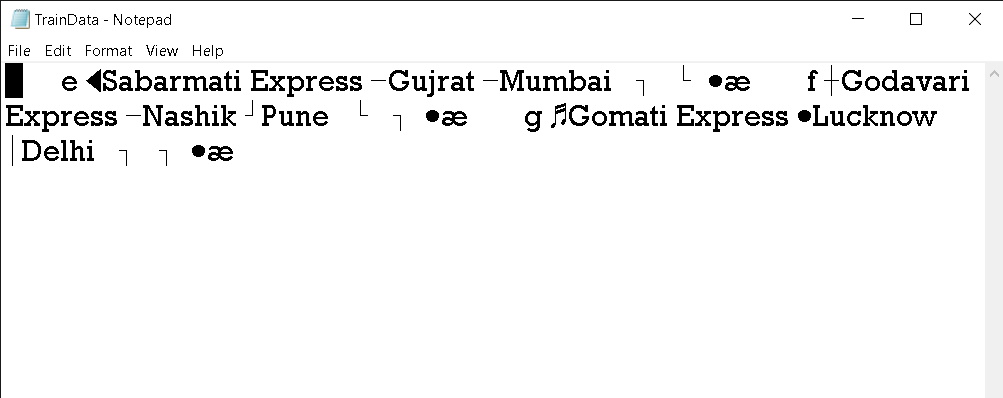 TrainData - Notepad
File Edit Format View Help
█ e ◀Sabarmati Express ─Gujrat ─Mumbai ┐ └ ●æ f ┼Godavari
Express ─Nashik ┘Pune └ ┐ ●æ g ♬Gomati Express ●Lucknow
│Delhi ┐ ┐ ●æ